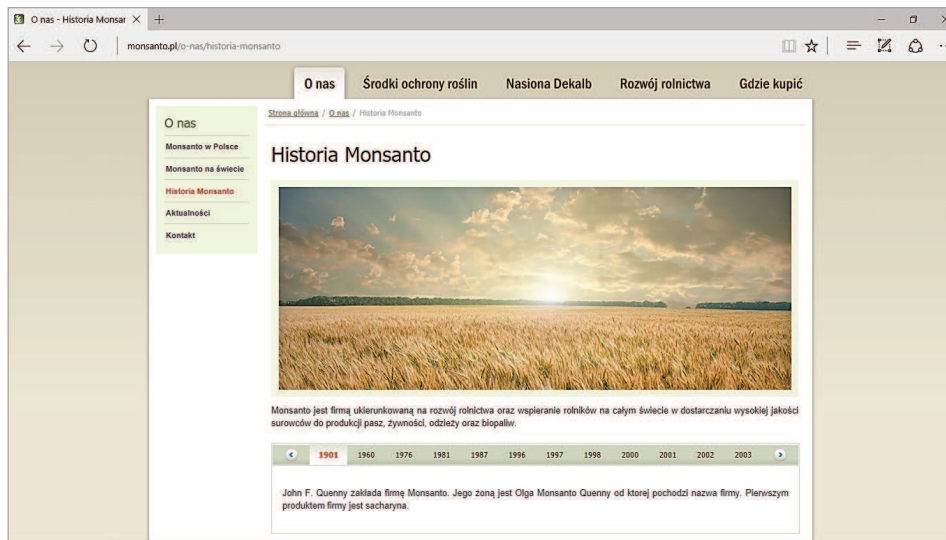 O nas - Historia Monsar
monsanto.pl/o-nas/historia-monsanto
O nas Środki ochrony roślin Nasiona Dekalb Rozwój rolnictwa Gdzie kupić
O nas
Monsanto w Polsce
Monsanto na świecie
Historia Monsanto
Aktualności
Kontakt
Strona główna / O nas / Historia Monsanto
Historia Monsanto
Monsanto jest firmą ukierunkowaną na rozwój rolnictwa oraz wspieranie rolników na całym świecie w dostarczaniu wysokiej jakości
surowców do produkcji pasz, żywności, odzieży oraz biopaliw.
1901 1960 1976 1981 1987 1996 1997 1998 2000 2001 2002 2003
John F. Quenny zakłada firmę Monsanto. Jego żoną jest Olga Monsanto Quenny od ktorej pochodzi nazwa firmy. Pierwszym
produktem firmy jest sacharyna.